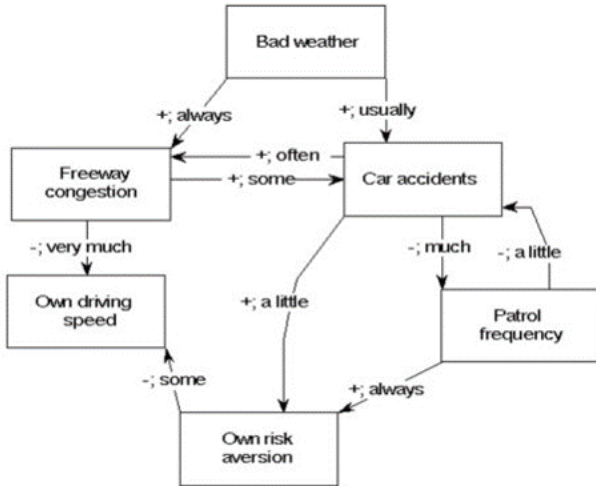 Bad weather
+; always
+; usually
Freeway
congestion
+; often
+; some
Car accidents
-; very much
-; much
-; a little
Own driving
speed
+; a little
Patrol
frequency
-; some
+; always
Own risk
aversion